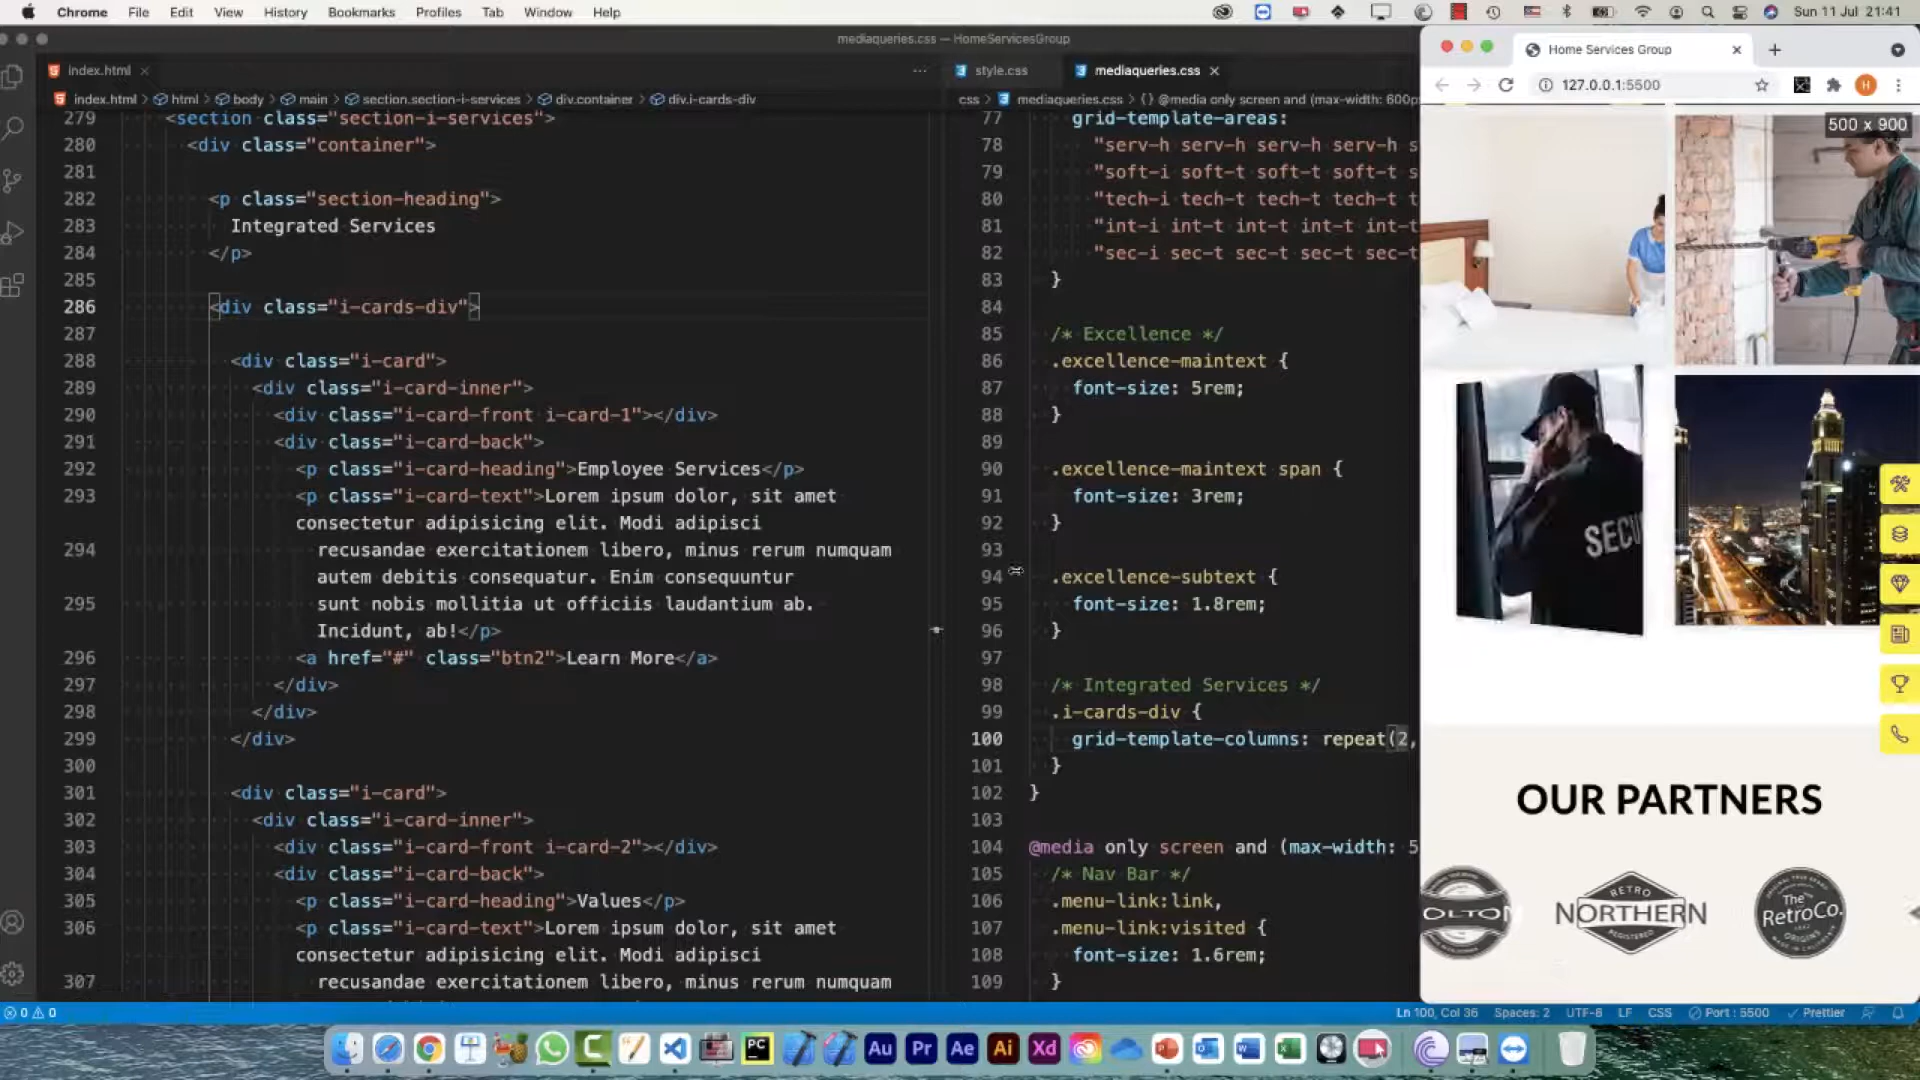 Chrome File Edit View History Bookmarks Profiles Tab Window Help Sun 11 Jul 21:41
mediaqueries.css — HomeServicesGroup
index.html
index.html > html > body > main > section.section-i-services > div.container > div.i-cards-div
279 <section class="section-i-services">
280 <div class="container">
281
282 <p class="section-heading">
283 Integrated Services
284 </p>
285
286 <div class="i-cards-div">
287
288 <div class="i-card">
289 <div class="i-card-inner">
290 <div class="i-card-front i-card-1"></div>
291 <div class="i-card-back">
292 <p class="i-card-heading">Employee Services</p>
293 <p class="i-card-text">Lorem ipsum dolor, sit amet
consectetur adipisicing elit. Modi adipisci
294 recusandae exercitationem libero, minus rerum numquam
autem debitis consequatur. Enim consequuntur
295 sunt nobis mollitia ut officiis laudantium ab.
Incidunt, ab!</p>
296 <a href="#" class="btn2">Learn More</a>
297 </div>
298 </div>
299 </div>
300
301 <div class="i-card">
302 <div class="i-card-inner">
303 <div class="i-card-front i-card-2"></div>
304 <div class="i-card-back">
305 <p class="i-card-heading">Values</p>
306 <p class="i-card-text">Lorem ipsum dolor, sit amet
consectetur adipisicing elit. Modi adipisci
307 recusandae exercitationem libero, minus rerum numquam
style.css mediaqueries.css
css > mediaqueries.css > {} @media only screen and (max-width: 600p
77 grid-template-areas:
78 "serv-h serv-h serv-h serv-h s
79 "soft-i soft-t soft-t soft-t s
80 "tech-i tech-t tech-t tech-t s
81 "int-i int-t int-t int-t int-t
82 "sec-i sec-t sec-t sec-t sec-t
83 }
84
85 /* Excellence */
86 .excellence-maintext {
87 font-size: 5rem;
88 }
89
90 .excellence-maintext span {
91 font-size: 3rem;
92 }
93
94 .excellence-subtext {
95 font-size: 1.8rem;
96 }
97
98 /* Integrated Services */
99 .i-cards-div {
100 grid-template-columns: repeat(2,
101 }
102 }
103
104 @media only screen and (max-width: 5
105 /* Nav Bar */
106 .menu-link:link,
107 .menu-link:visited {
108 font-size: 1.6rem;
109 }
Home Services Group
127.0.0.1:5500
H
500 x 900
SECU
OUR PARTNERS
OLTON
RETRO
NORTHERN
REGISTERED
The
RetroCo.
ORIGINS
0 0
Ln 100, Col 36 Spaces: 2 UTF-8 LF CSS Port : 5500 Prettier
PC Au Pr Ae Ai Xd